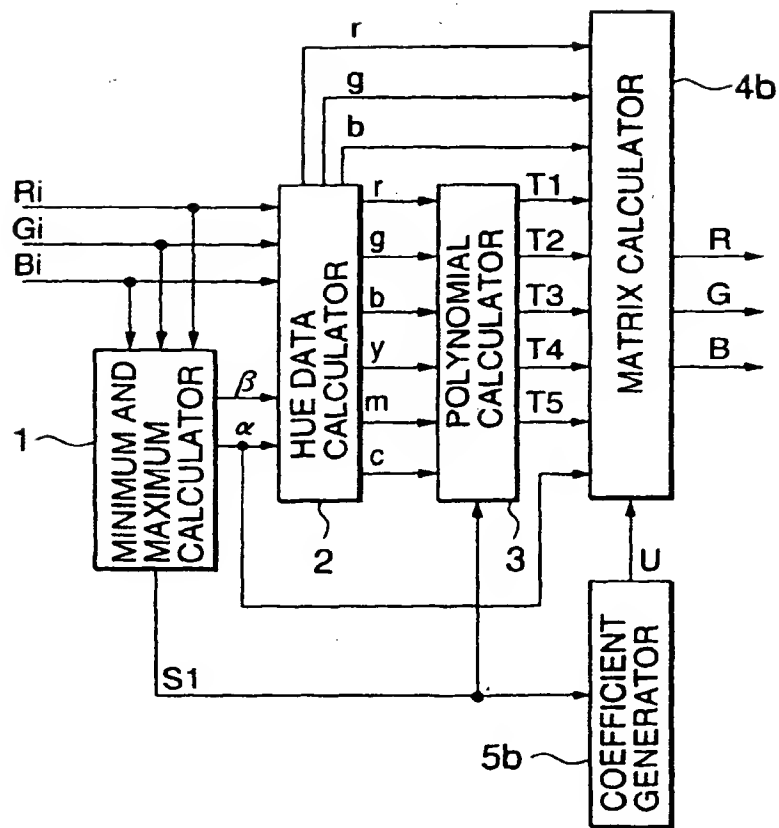 r
g
b
4b
Ri
Gi
Bi
r
g
b
y
m
c
T1
T2
T3
T4
T5
R
G
B
β
α
1
MINIMUM AND
MAXIMUM
CALCULATOR
HUE DATA
CALCULATOR
2
POLYNOMIAL
CALCULATOR
3
MATRIX CALCULATOR
U
S1
5b
COEFFICIENT
GENERATOR